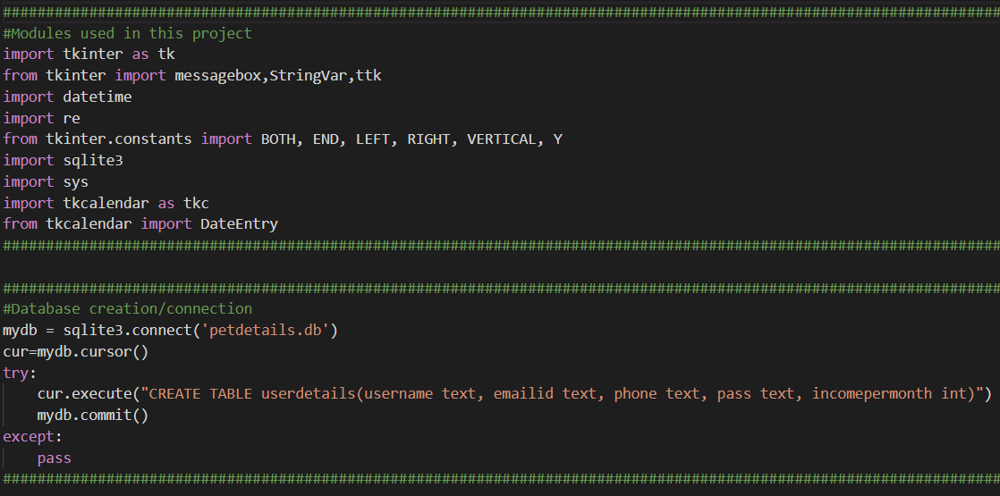 ####################################################################################################################
#Modules used in this project
import tkinter as tk
from tkinter import messagebox,StringVar,ttk
import datetime
import re
from tkinter.constants import BOTH, END, LEFT, RIGHT, VERTICAL, Y
import sqlite3
import sys
import tkcalendar as tkc
from tkcalendar import DateEntry
####################################################################################################################
####################################################################################################################
#Database creation/connection
mydb = sqlite3.connect('petdetails.db')
cur=mydb.cursor()
try:
    cur.execute("CREATE TABLE userdetails(username text, emailid text, phone text, pass text, incomepermonth int)")
    mydb.commit()
except:
    pass
####################################################################################################################